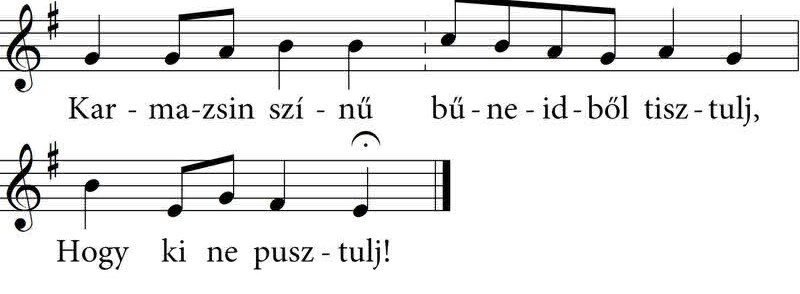 Kar - ma-zsin szí - nű bű - ne - id - ből tisz - tulj,
Hogy ki ne pusz - tulj!